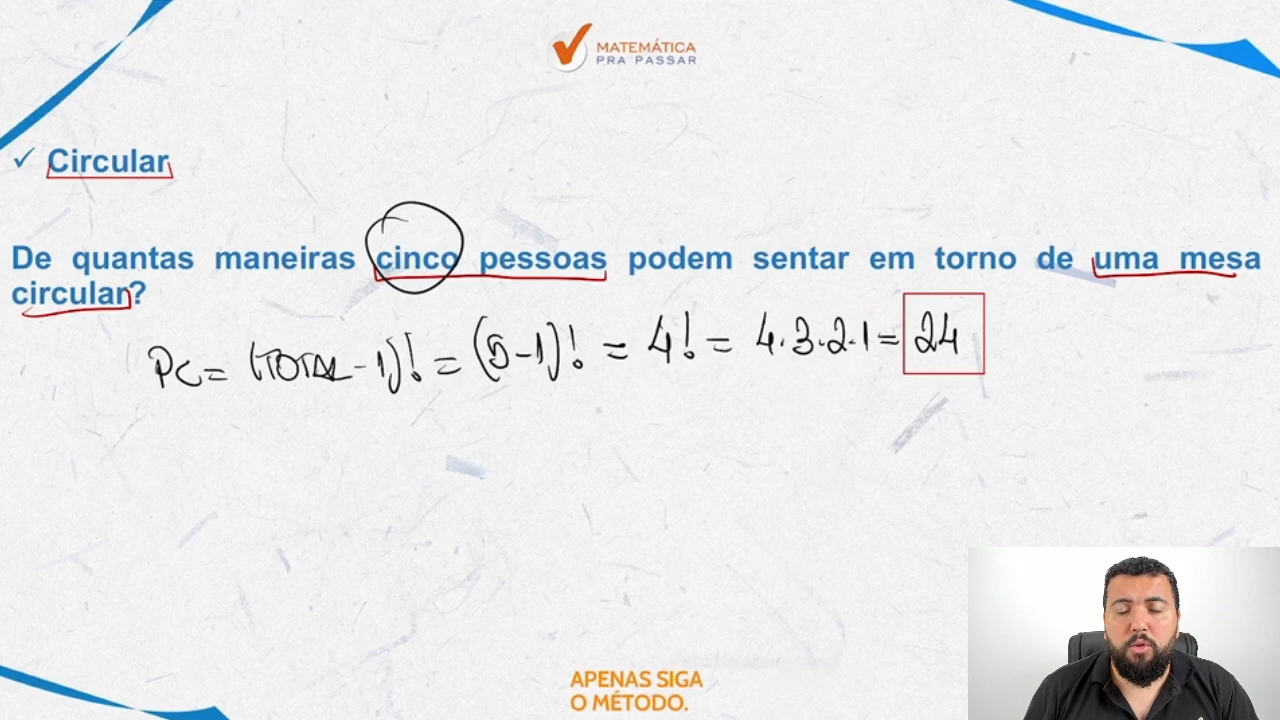 MATEMÁTICA
PRA PASSAR
✓ Circular
De quantas maneiras cinco pessoas podem sentar em torno de uma mesa
circular?
PC = (TOTAL - 1)! = (5-1)! = 4! = 4.3.2.1 = 24
APENAS SIGA
O MÉTODO.